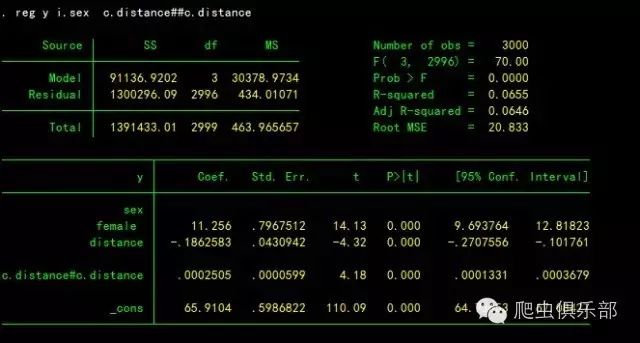 . reg y i.sex c.distance##c.distance
Source SS df MS Number of obs = 3000
F( 3, 2996) = 70.00
Model 91136.9202 3 30378.9734 Prob > F = 0.0000
Residual 1300296.09 2996 434.01071 R-squared = 0.0655
Adj R-squared = 0.0646
Total 1391433.01 2999 463.965657 Root MSE = 20.833
y Coef. Std. Err. t P>|t| [95% Conf. Interval]
sex
female 11.256 .7967512 14.13 0.000 9.693764 12.81823
distance -.1862583 .0430942 -4.32 0.000 -.2707556 -.101761
c.distance#c.distance .0002505 .0000599 4.18 0.000 .0001331 .0003679
_cons 65.9104 .5986822 110.09 0.000
爬虫俱乐部